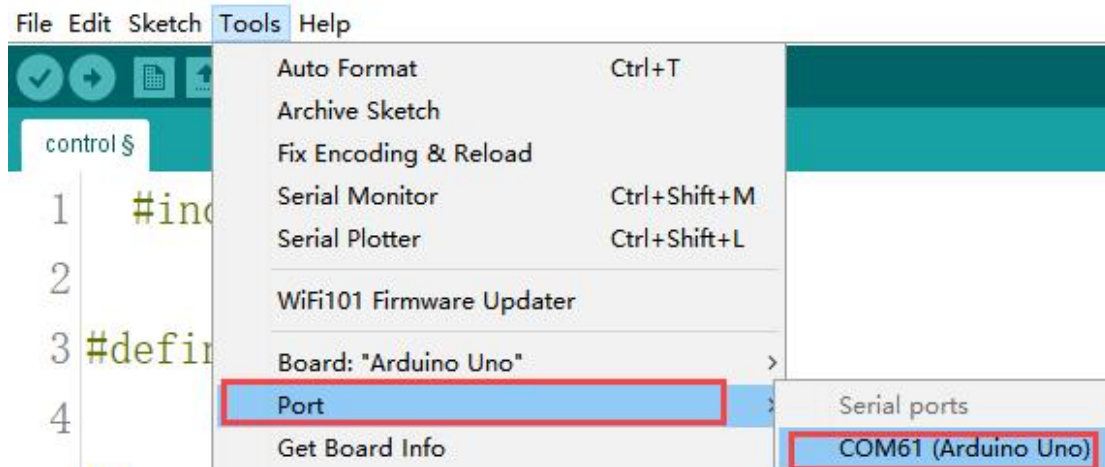 File Edit Sketch Tools Help
Auto Format Ctrl+T
Archive Sketch
control §
Fix Encoding & Reload
1 #inc
Serial Monitor Ctrl+Shift+M
Serial Plotter Ctrl+Shift+L
2
WiFi101 Firmware Updater
3 #defin
Board: "Arduino Uno" >
Port
Serial ports
4
Get Board Info
COM61 (Arduino Uno)